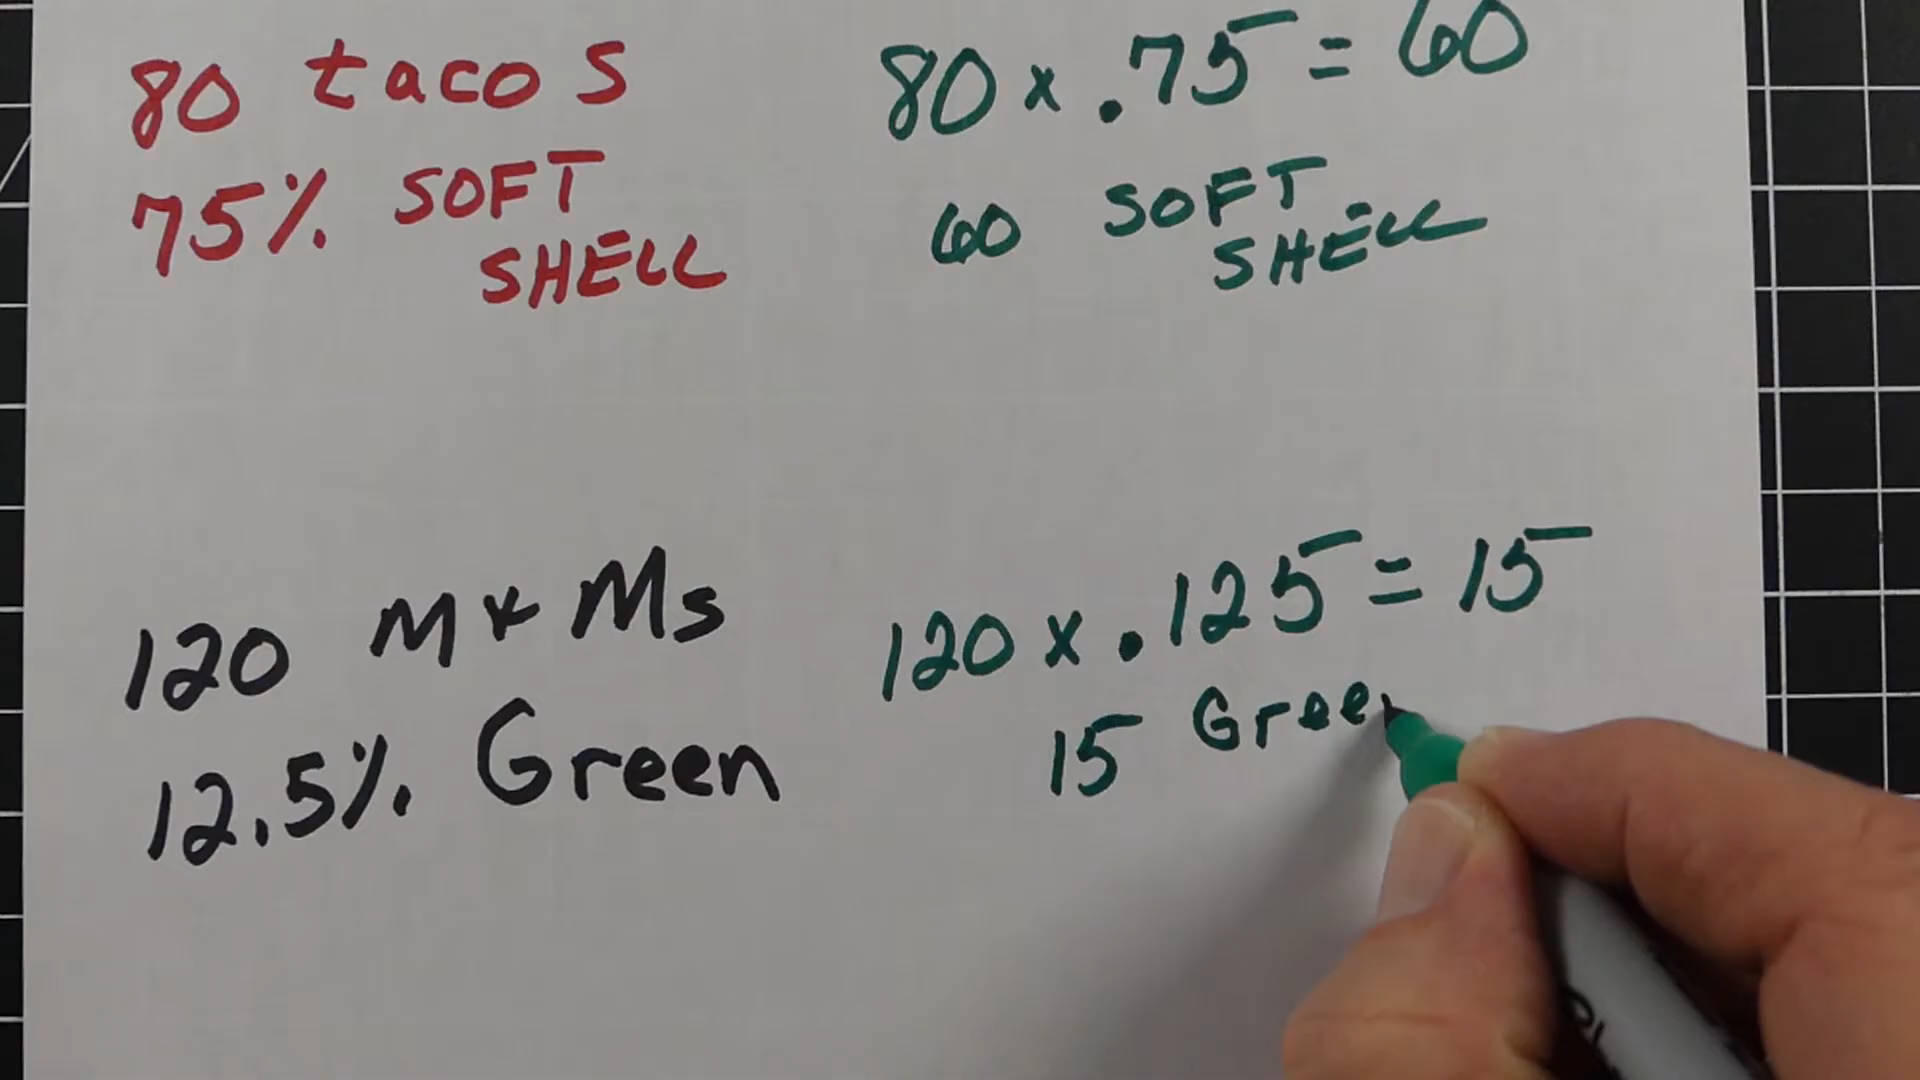 80 tacos
75% SOFT
SHELL
80 x .75 = 60
60 SOFT
SHELL
120 M & Ms
12.5% Green
120 x .125 = 15
15 Green